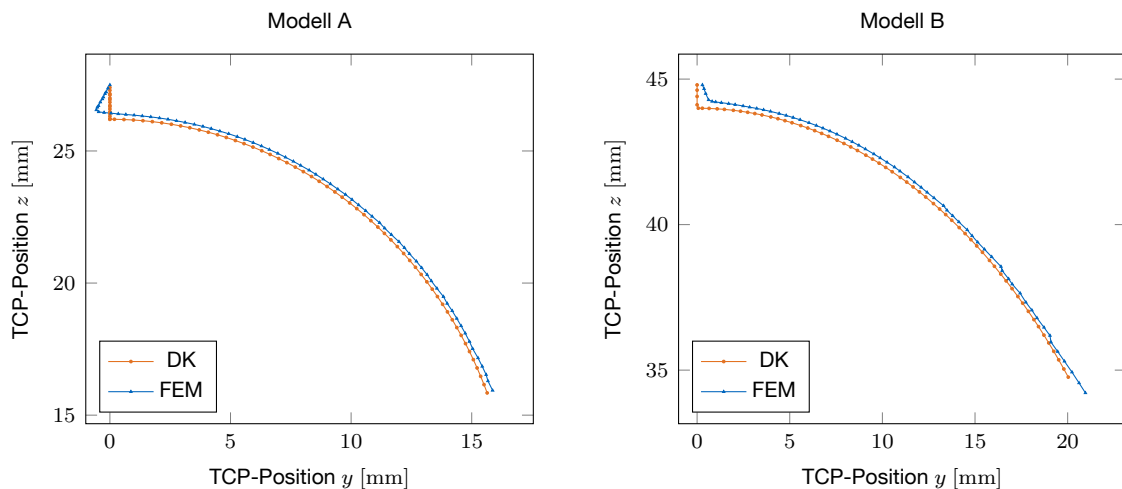 Modell A
25
20
15
0
5
10
15
TCP-Position z [mm]
TCP-Position y [mm]
DK
FEM
Modell B
45
40
35
0
5
10
15
20
TCP-Position z [mm]
TCP-Position y [mm]
DK
FEM